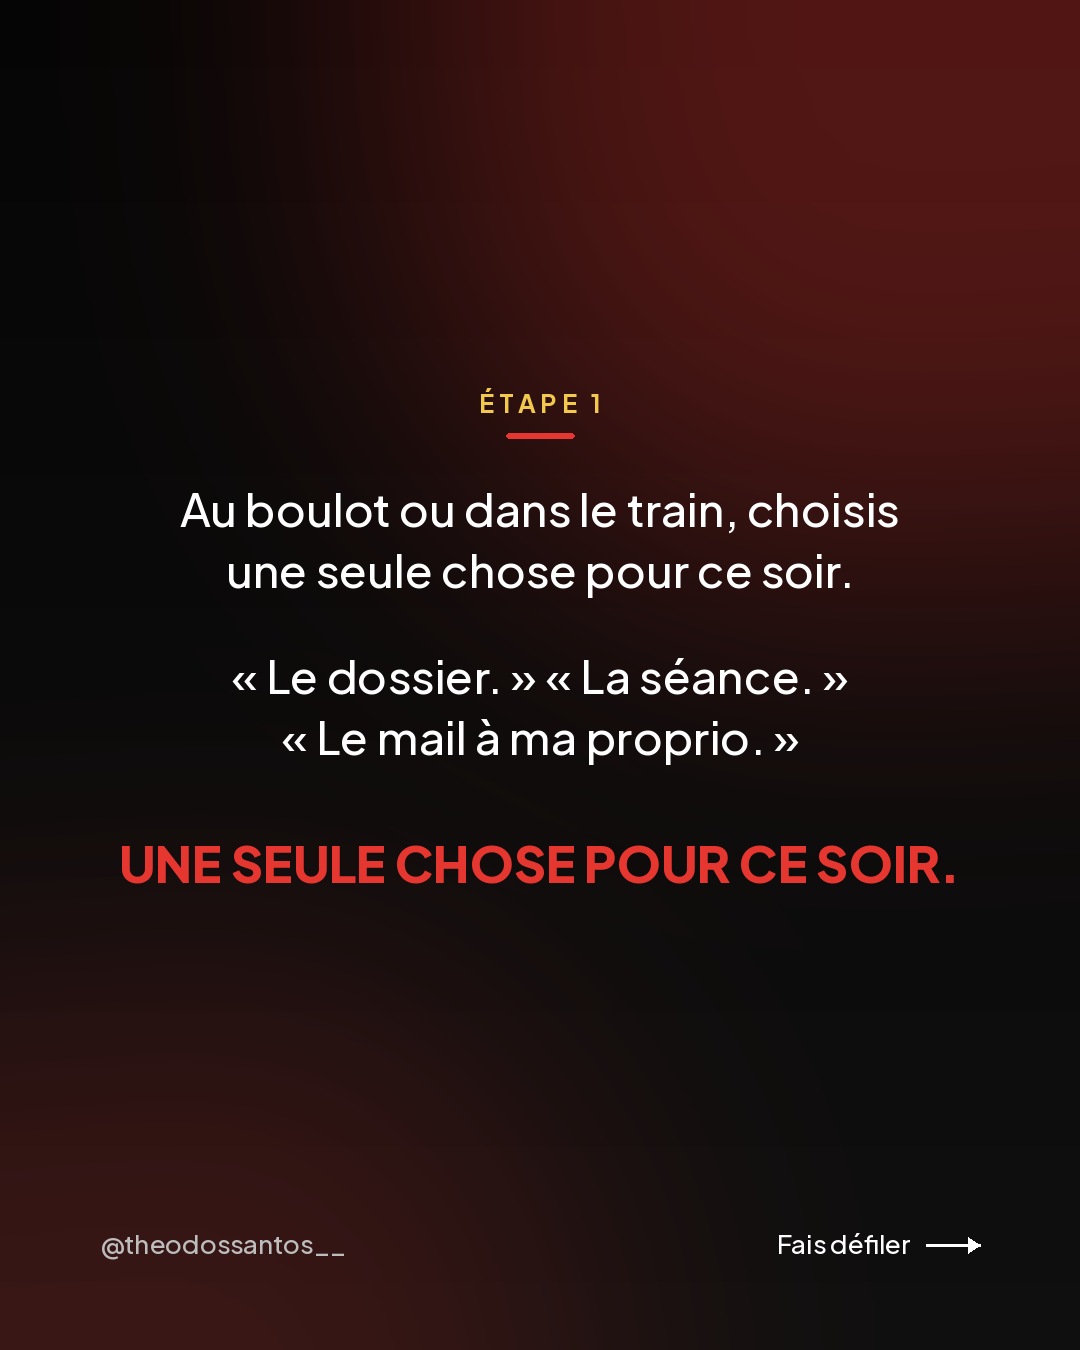 ÉTAPE 1
Au boulot ou dans le train, choisis
une seule chose pour ce soir.
« Le dossier. » « La séance. »
« Le mail à ma proprio. »
UNE SEULE CHOSE POUR CE SOIR.
@theodossantos__
Fais défiler